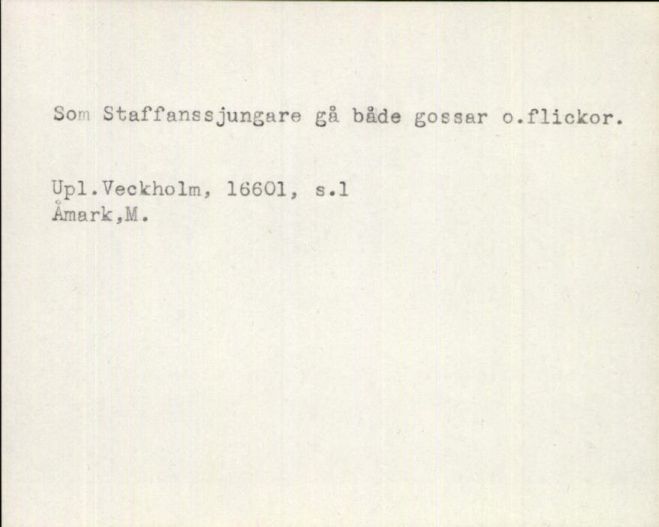 Som Staffanssjungare gå både gossar o.flickor.
Upl.Veckholm, 16601, s.1
Åmark,M.